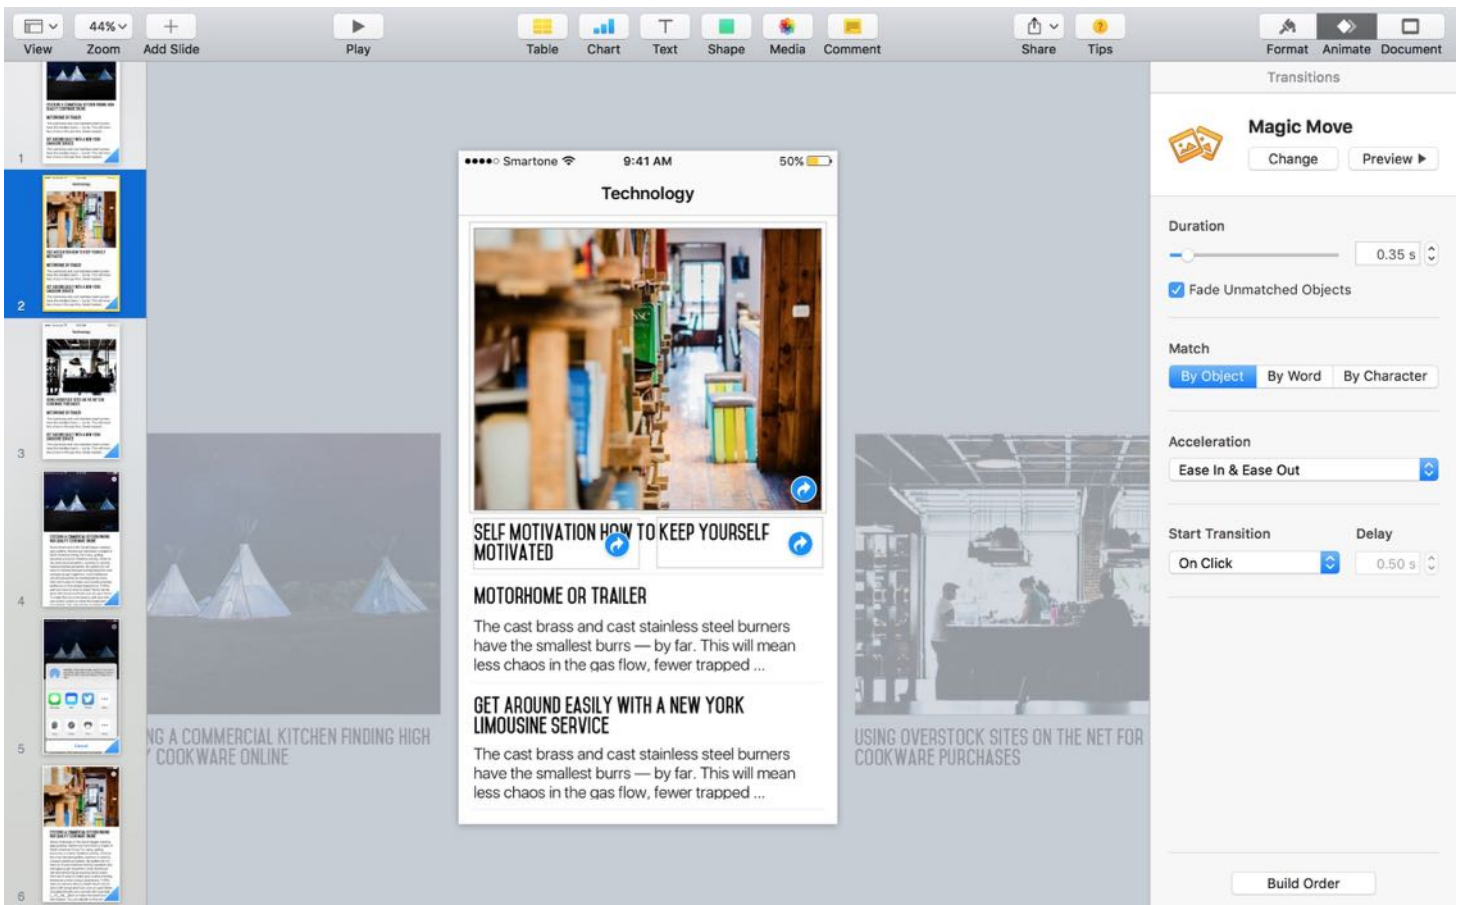 44%
View
Zoom
Add Slide
Play
Table
Chart
Text
Shape
Media
Comment
Share
Tips
Format
Animate
Document
1
2
3
4
5
6
Technology
Cancel
NG A COMMERCIAL KITCHEN FINDING HIGH
Y COOKWARE ONLINE
Smartone
9:41 AM
50%
Technology
SELF MOTIVATION HOW TO KEEP YOURSELF
MOTIVATED
MOTORHOME OR TRAILER
The cast brass and cast stainless steel burners
have the smallest burrs — by far. This will mean
less chaos in the gas flow, fewer trapped ...
GET AROUND EASILY WITH A NEW YORK
LIMOUSINE SERVICE
The cast brass and cast stainless steel burners
have the smallest burrs — by far. This will mean
less chaos in the gas flow, fewer trapped ...
USING OVERSTOCK SITES ON THE NET FOR
COOKWARE PURCHASES
Transitions
Magic Move
Change
Preview
Duration
0.35 s
Fade Unmatched Objects
Match
By Object
By Word
By Character
Acceleration
Ease In & Ease Out
Start Transition
Delay
On Click
0.50 s
Build Order